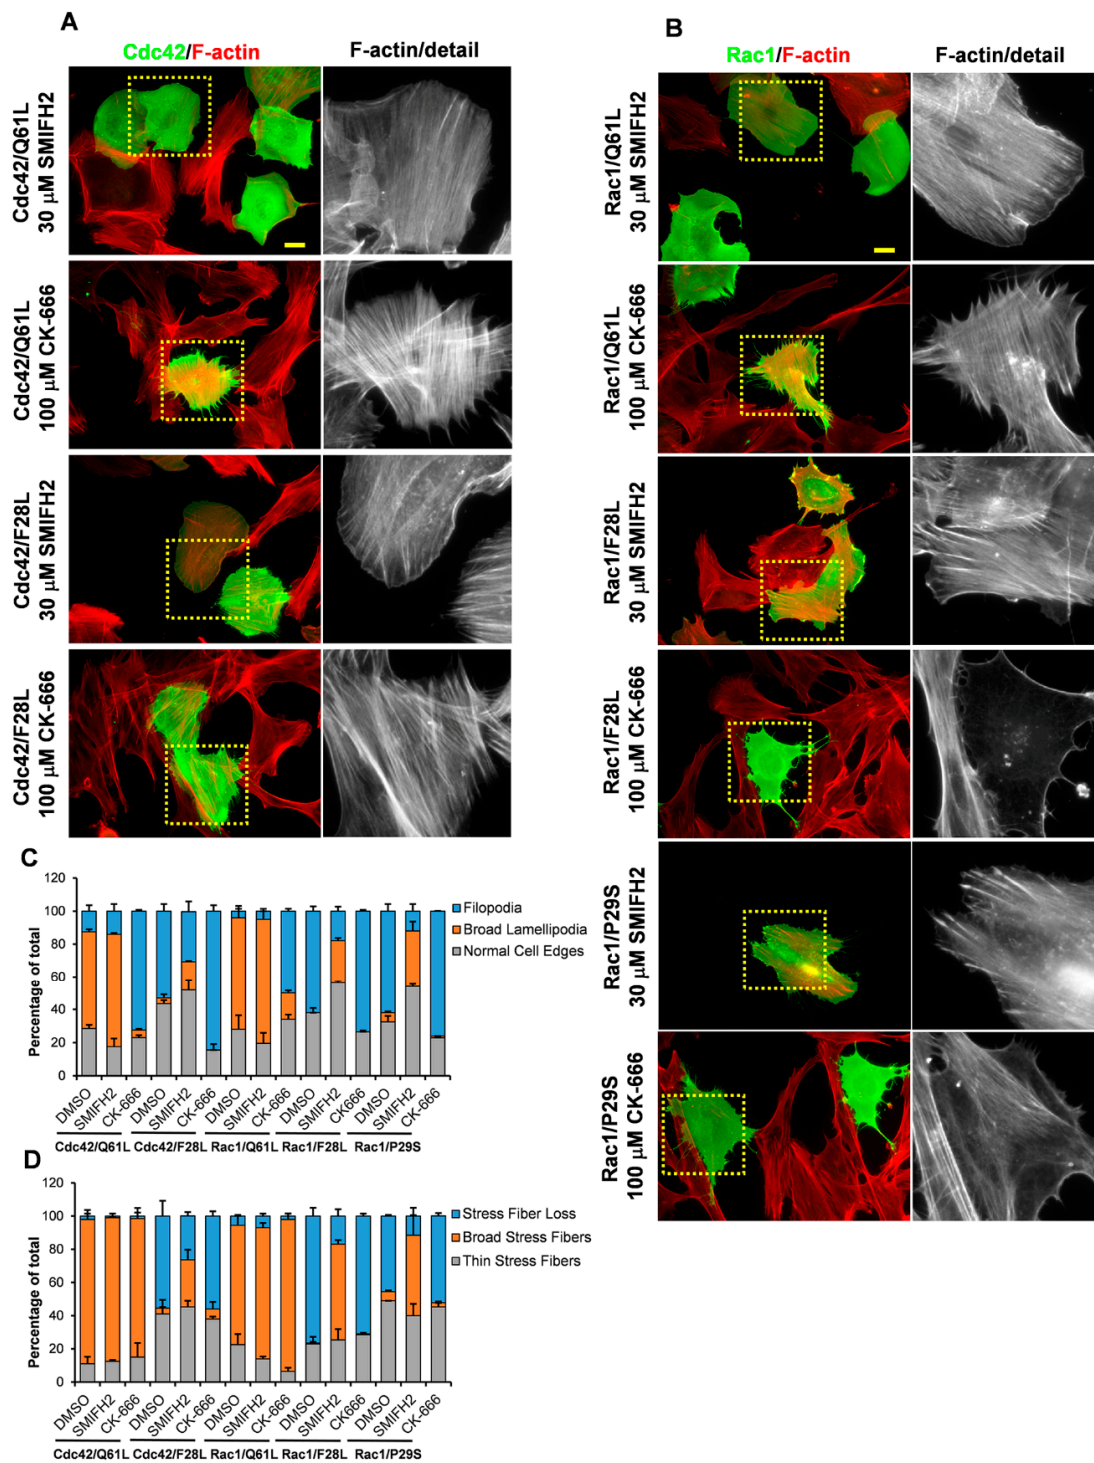 A
Cdc42/F-actin
F-actin/detail
Cdc42/Q61L
30 µM SMIFH2
Cdc42/Q61L
100 µM CK-666
Cdc42/F28L
30 µM SMIFH2
Cdc42/F28L
100 µM CK-666
B
Rac1/F-actin
F-actin/detail
Rac1/Q61L
30 µM SMIFH2
Rac1/Q61L
100 µM CK-666
Rac1/F28L
30 µM SMIFH2
Rac1/F28L
100 µM CK-666
Rac1/P29S
30 µM SMIFH2
Rac1/P29S
100 µM CK-666
C
Percentage of total
120
100
80
60
40
20
0
Filopodia
Broad Lamellipodia
Normal Cell Edges
DMSO SMIFH2 CK-666 DMSO SMIFH2 CK-666 DMSO SMIFH2 CK-666 DMSO SMIFH2 CK666 DMSO SMIFH2 CK-666
Cdc42/Q61L Cdc42/F28L Rac1/Q61L Rac1/F28L Rac1/P29S
D
Percentage of total
120
100
80
60
40
20
0
Stress Fiber Loss
Broad Stress Fibers
Thin Stress Fibers
DMSO SMIFH2 CK-666 DMSO SMIFH2 CK-666 DMSO SMIFH2 CK-666 DMSO SMIFH2 CK666 DMSO SMIFH2 CK-666
Cdc42/Q61L Cdc42/F28L Rac1/Q61L Rac1/F28L Rac1/P29S